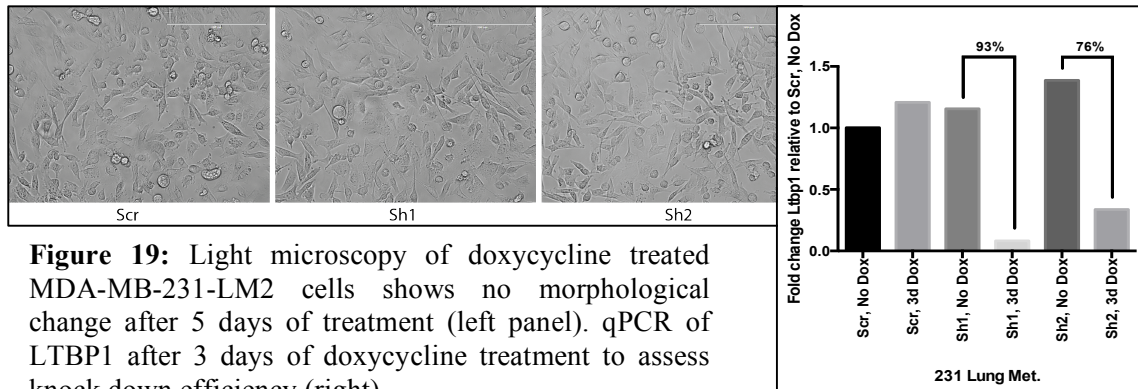 Scr
Sh1
Sh2
Figure 19: Light microscopy of doxycycline treated
MDA-MB-231-LM2 cells shows no morphological
change after 5 days of treatment (left panel). qPCR of
LTBP1 after 3 days of doxycycline treatment to assess
knock down efficiency (right)
Fold change Ltbp1 relative to Scr, No Dox
1.5
1.0
0.5
0.0
93%
76%
Scr, No Dox
Scr, 3d Dox
Sh1, No Dox
Sh1, 3d Dox
Sh2, No Dox
Sh2, 3d Dox
231 Lung Met.